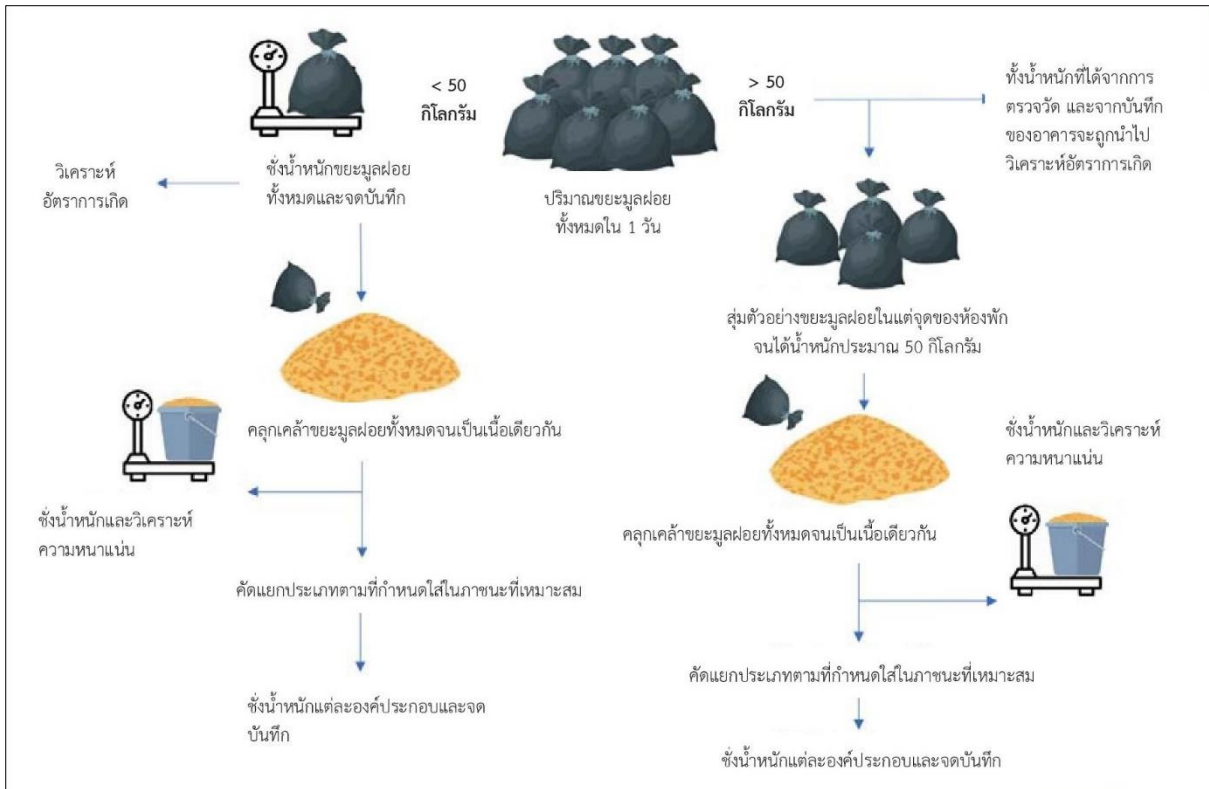 < 50
กิโลกรัม
> 50
กิโลกรัม
ทั้งน้ำหนักที่ได้จากการ
ตรวจวัด และจากบันทึก
ของอาคารจะถูกนำไป
วิเคราะห์อัตราการเกิด
วิเคราะห์
อัตราการเกิด
ชั่งน้ำหนักขยะมูลฝอย
ทั้งหมดและจดบันทึก
ปริมาณขยะมูลฝอย
ทั้งหมดใน 1 วัน
สุ่มตัวอย่างขยะมูลฝอยในแต่จุดของห้องพัก
จนได้น้ำหนักประมาณ 50 กิโลกรัม
คลุกเคล้าขยะมูลฝอยทั้งหมดจนเป็นเนื้อเดียวกัน
ชั่งน้ำหนักและวิเคราะห์
ความหนาแน่น
ชั่งน้ำหนักและวิเคราะห์
ความหนาแน่น
คลุกเคล้าขยะมูลฝอยทั้งหมดจนเป็นเนื้อเดียวกัน
คัดแยกประเภทตามที่กำหนดใส่ในภาชนะที่เหมาะสม
คัดแยกประเภทตามที่กำหนดใส่ในภาชนะที่เหมาะสม
ชั่งน้ำหนักแต่ละองค์ประกอบและจด
บันทึก
ชั่งน้ำหนักแต่ละองค์ประกอบและจดบันทึก